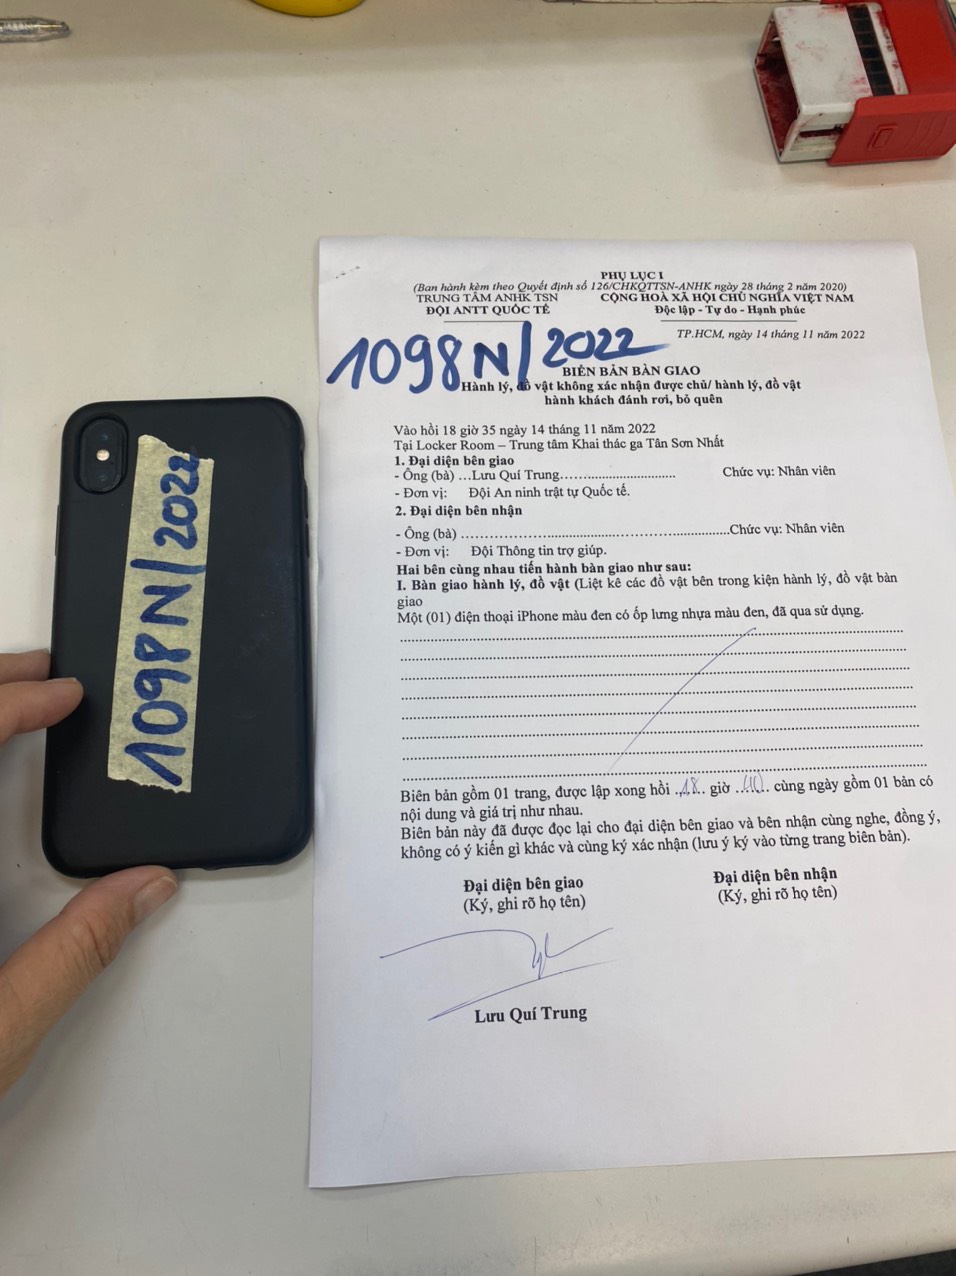 PHỤ LỤC I
(Ban hành kèm theo Quyết định số 126/CHKQTTSN-ANHK ngày 28 tháng 2 năm 2020)
TRUNG TÂM ANHK TSN
ĐỘI ANTT QUỐC TẾ
CỘNG HOÀ XÃ HỘI CHỦ NGHĨA VIỆT NAM
Độc lập - Tự do - Hạnh phúc
TP.HCM, ngày 14 tháng 11 năm 2022
1098N/2022
BIÊN BẢN BÀN GIAO
Hành lý, đồ vật không xác nhận được chủ/ hành lý, đồ vật
hành khách đánh rơi, bỏ quên
Vào hồi 18 giờ 35 ngày 14 tháng 11 năm 2022
Tại Locker Room – Trung tâm Khai thác ga Tân Sơn Nhất
1. Đại diện bên giao
- Ông (bà) …Lưu Quí Trung…….......................... Chức vụ: Nhân viên
- Đơn vị: Đội An ninh trật tự Quốc tế.
2. Đại diện bên nhận
- Ông (bà) ……………………………..............................Chức vụ: Nhân viên
- Đơn vị: Đội Thông tin trợ giúp.
Hai bên cùng nhau tiến hành bàn giao như sau:
I. Bàn giao hành lý, đồ vật (Liệt kê các đồ vật bên trong kiện hành lý, đồ vật bàn
giao
Một (01) điện thoại iPhone màu đen có ốp lưng nhựa màu đen, đã qua sử dụng.
Biên bản gồm 01 trang, được lập xong hồi ..18.. giờ ..40.. cùng ngày gồm 01 bản có
nội dung và giá trị như nhau.
Biên bản này đã được đọc lại cho đại diện bên giao và bên nhận cùng nghe, đồng ý,
không có ý kiến gì khác và cùng ký xác nhận (lưu ý ký vào từng trang biên bản).
Đại diện bên giao
(Ký, ghi rõ họ tên)
Đại diện bên nhận
(Ký, ghi rõ họ tên)
Lưu Quí Trung
1098N/2022